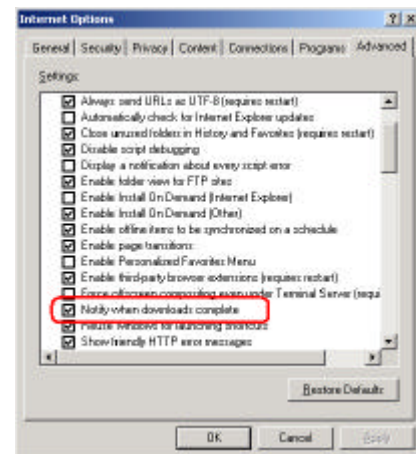 Internet Options
General Security Privacy Content Connections Programs Advanced
Settings:
Always send URLs as UTF-8 (requires restart)
Automatically check for Internet Explorer updates
Close unused folders in History and Favorites (requires restart)
Disable script debugging
Display a notification about every script error
Enable folder view for FTP sites
Enable Install On Demand (Internet Explorer)
Enable Install On Demand (Other)
Enable offline items to be synchronized on a schedule
Enable page transitions
Enable Personalized Favorites Menu
Enable third-party browser extensions (requires restart)
Force offscreen compositing even under Terminal Server (requi
Notify when downloads complete
Reuse windows for launching shortcuts
Show friendly HTTP error messages
Restore Defaults
OK Cancel Apply